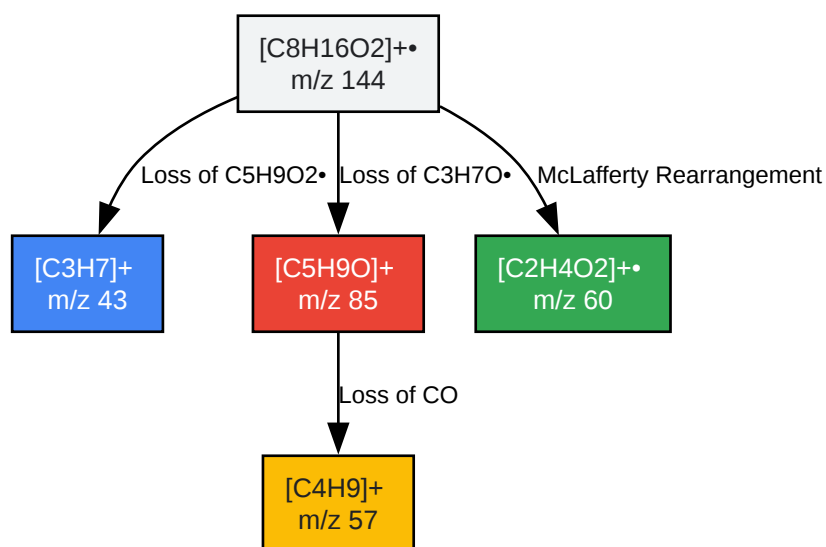 [C8H16O2]+•
m/z 144
Loss of C5H9O2•
Loss of C3H7O•
McLafferty Rearrangement
[C3H7]+
m/z 43
[C5H9O]+
m/z 85
[C2H4O2]+•
m/z 60
Loss of CO
[C4H9]+
m/z 57